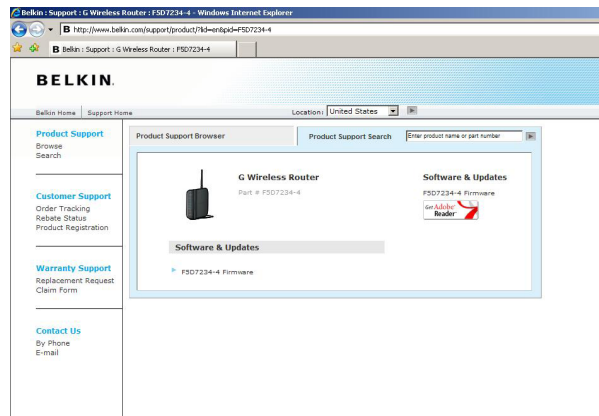 Belkin : Support : G Wireless Router : F5D7234-4 - Windows Internet Explorer
B http://www.belkin.com/support/product/?lid=en&pid=F5D7234-4
B Belkin : Support : G Wireless Router : F5D7234-4
BELKIN.
Belkin Home Support Home Location: United States
Product Support
Browse
Search
Customer Support
Order Tracking
Rebate Status
Product Registration
Warranty Support
Replacement Request
Claim Form
Contact Us
By Phone
E-mail
Product Support Browser
Product Support Search
Enter product name or part number
G Wireless Router
Part # F5D7234-4
Software & Updates
F5D7234-4 Firmware
Get Adobe
Reader
Software & Updates
F5D7234-4 Firmware